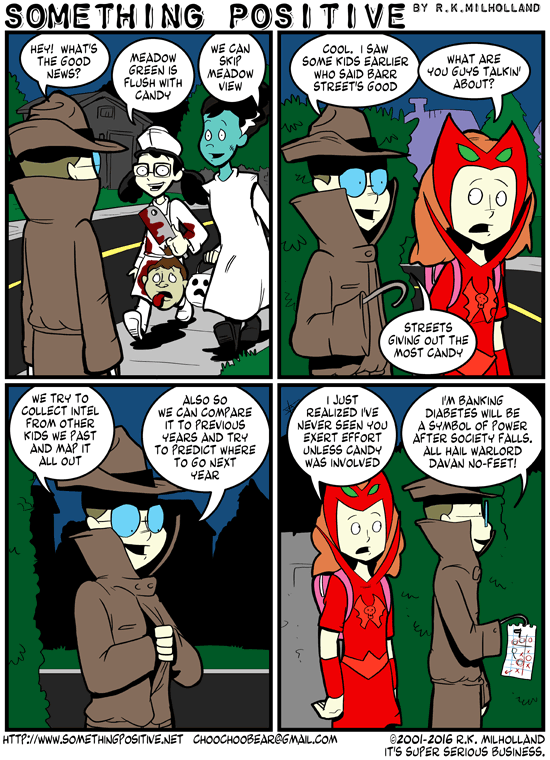 SOMETHING POSITIVE BY R.K.MILHOLLAND
HEY! WHAT'S
THE GOOD
NEWS?
MEADOW
GREEN IS
FLUSH WITH
CANDY
WE CAN
SKIP
MEADOW
VIEW
COOL. I SAW
SOME KIDS EARLIER
WHO SAID BARR
STREET'S GOOD
WHAT ARE
YOU GUYS TALKIN'
ABOUT?
STREETS
GIVING OUT THE
MOST CANDY
WE TRY TO
COLLECT INTEL
FROM OTHER
KIDS WE PAST
AND MAP IT
ALL OUT
ALSO SO
WE CAN COMPARE
IT TO PREVIOUS
YEARS AND TRY
TO PREDICT WHERE
TO GO NEXT
YEAR
I JUST
REALIZED I'VE
NEVER SEEN YOU
EXERT EFFORT
UNLESS CANDY
WAS INVOLVED
I'M BANKING
DIABETES WILL BE
A SYMBOL OF POWER
AFTER SOCIETY FALLS.
ALL HAIL WARLORD
DAVAN NO-FEET!
HTTP://WWW.SOMETHINGPOSITIVE.NET CHOOCHOOBEAR@GMAIL.COM
©2001-2016 R.K. MILHOLLAND
IT'S SUPER SERIOUS BUSINESS.